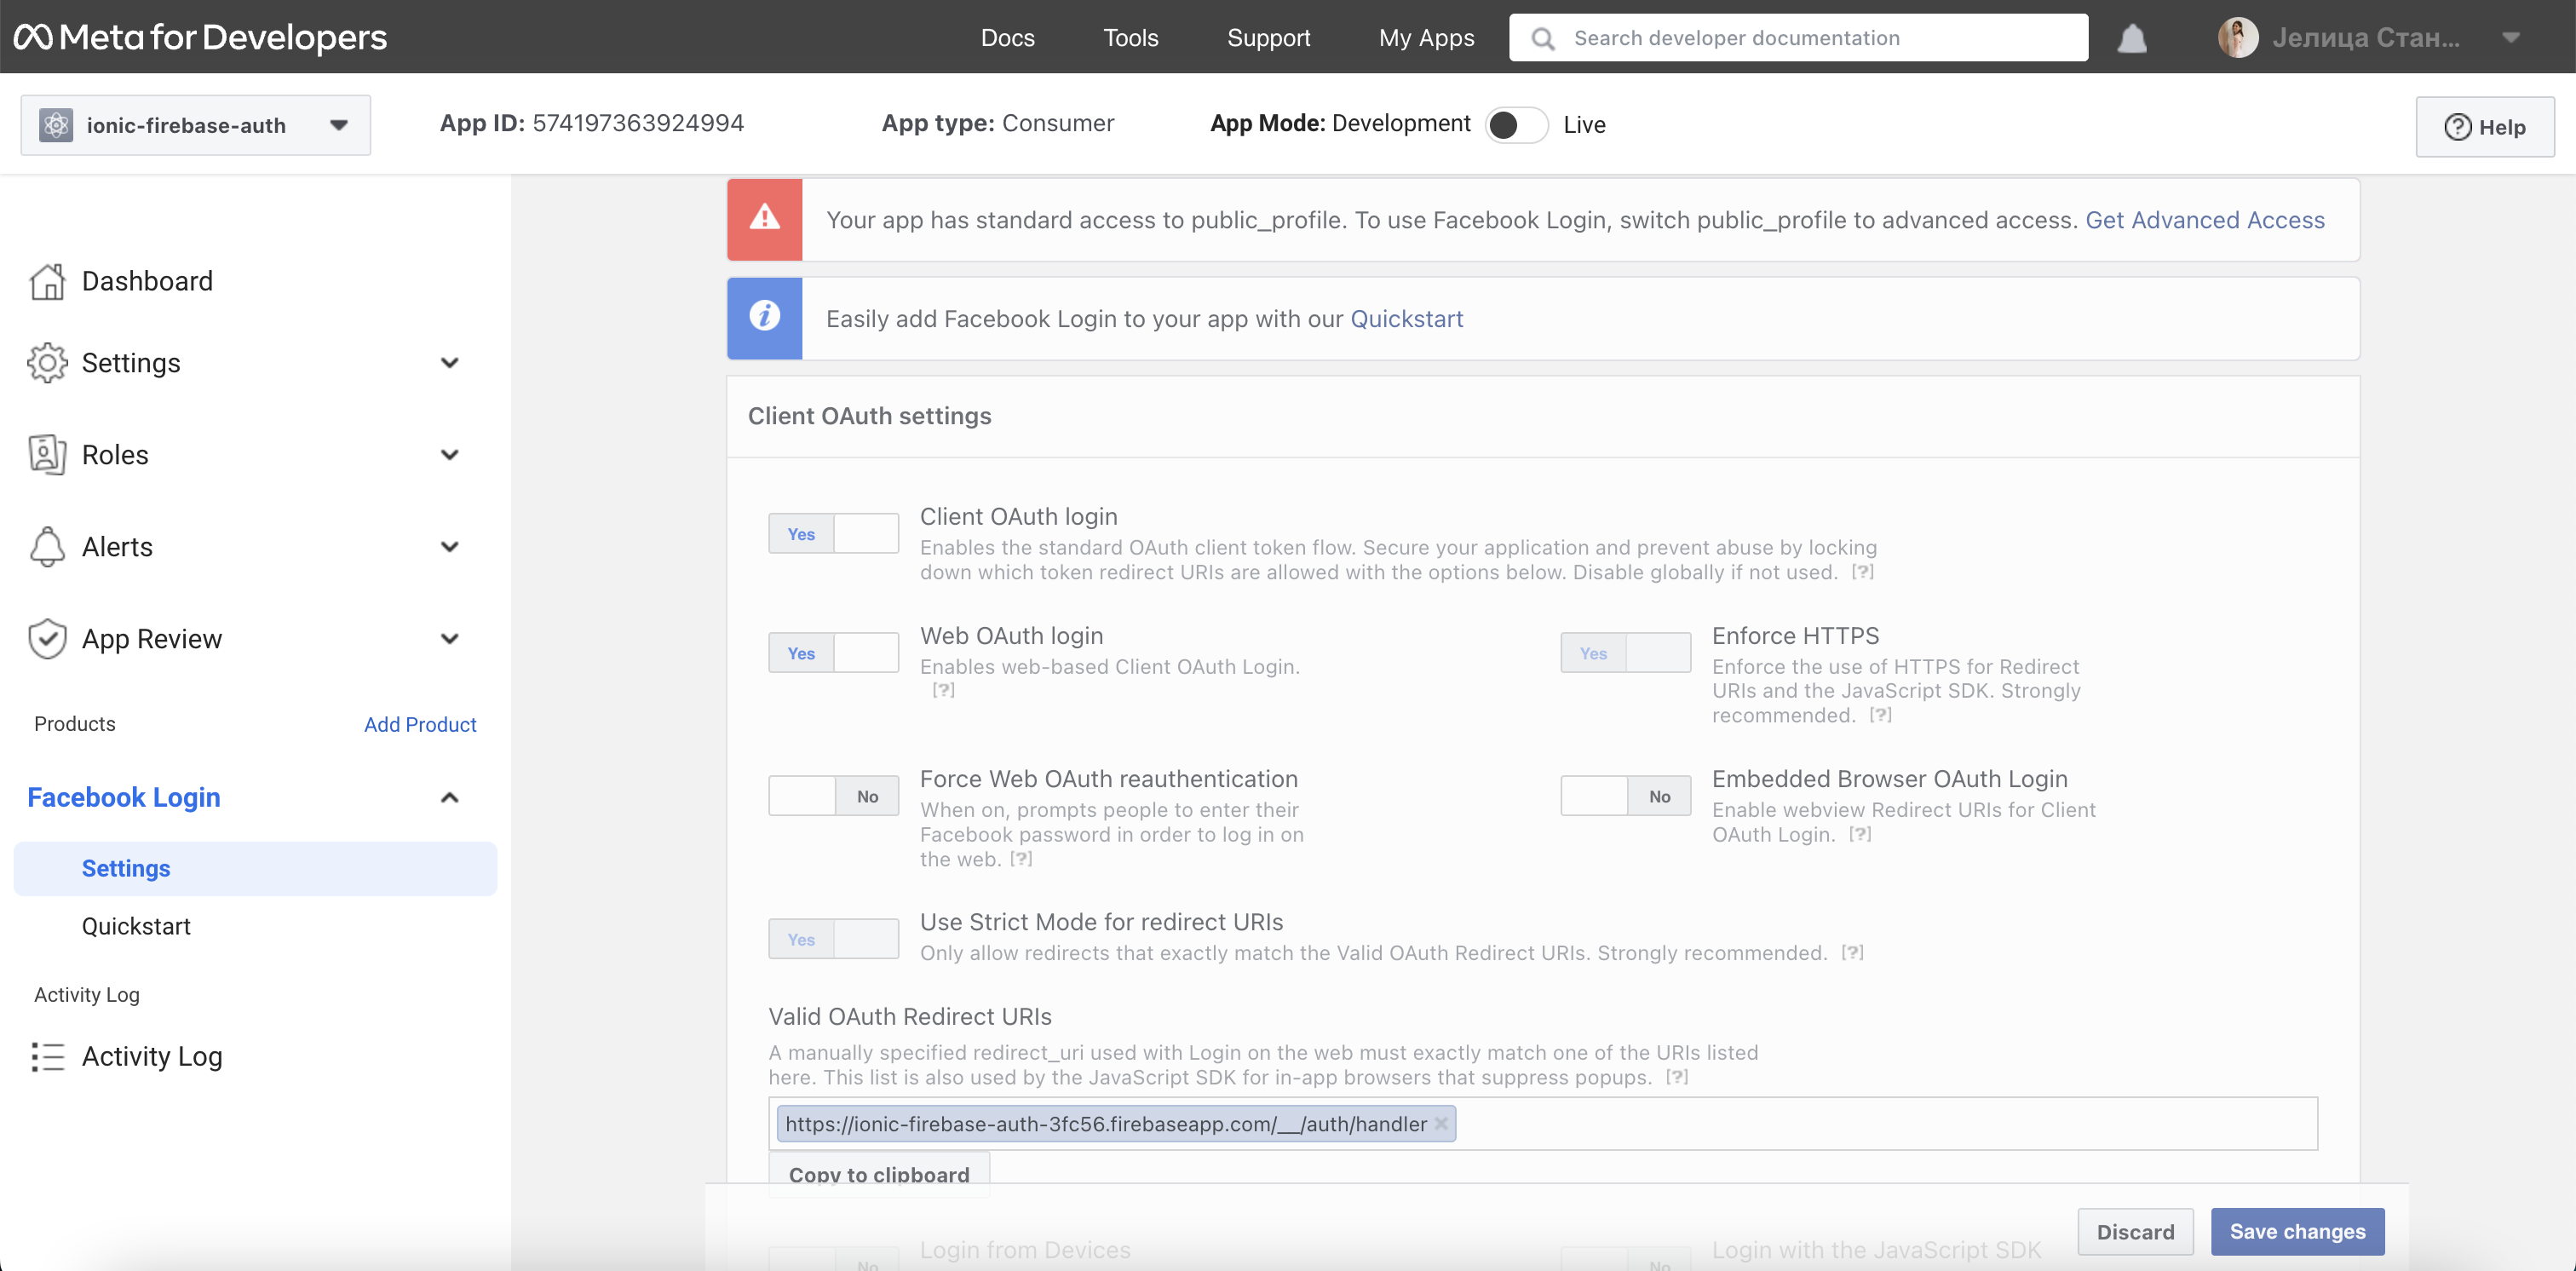 Meta for Developers
Docs
Tools
Support
My Apps
Search developer documentation
Јелица Стан...
ionic-firebase-auth
App ID: 574197363924994
App type: Consumer
App Mode: Development
Live
Help
Dashboard
Settings
Roles
Alerts
App Review
Products
Add Product
Facebook Login
Settings
Quickstart
Activity Log
Activity Log
Your app has standard access to public_profile. To use Facebook Login, switch public_profile to advanced access. Get Advanced Access
Easily add Facebook Login to your app with our Quickstart
Client OAuth settings
Yes
Client OAuth login
Enables the standard OAuth client token flow. Secure your application and prevent abuse by locking
down which token redirect URIs are allowed with the options below. Disable globally if not used. [?]
Yes
Web OAuth login
Enables web-based Client OAuth Login.
[?]
Yes
Enforce HTTPS
Enforce the use of HTTPS for Redirect
URIs and the JavaScript SDK. Strongly
recommended. [?]
No
Force Web OAuth reauthentication
When on, prompts people to enter their
Facebook password in order to log in on
the web. [?]
No
Embedded Browser OAuth Login
Enable webview Redirect URIs for Client
OAuth Login. [?]
Yes
Use Strict Mode for redirect URIs
Only allow redirects that exactly match the Valid OAuth Redirect URIs. Strongly recommended. [?]
Valid OAuth Redirect URIs
A manually specified redirect_uri used with Login on the web must exactly match one of the URIs listed
here. This list is also used by the JavaScript SDK for in-app browsers that suppress popups. [?]
https://ionic-firebase-auth-3fc56.firebaseapp.com/__/auth/handler
Copy to clipboard
No
Login from Devices
No
Login with the JavaScript SDK
Discard
Save changes